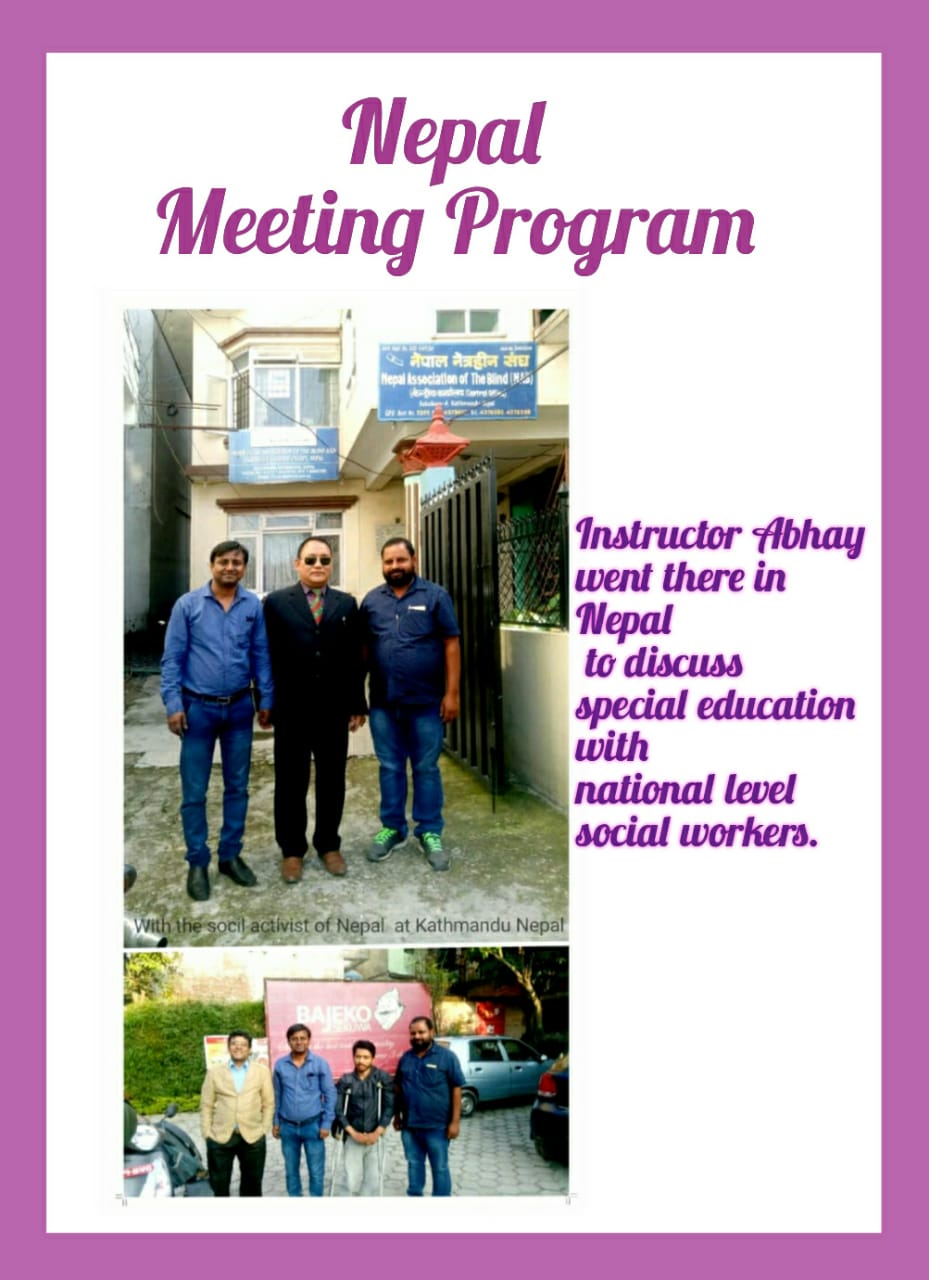 Nepal
Meeting Program
नेपाल नेत्रहीन संघ
Nepal Association of The Blind (NAB)
Instructor Abhay
went there in
Nepal
to discuss
special education
with
national level
social workers.
With the socil activist of Nepal at Kathmandu Nepal
BAJEKO
SEKUWA